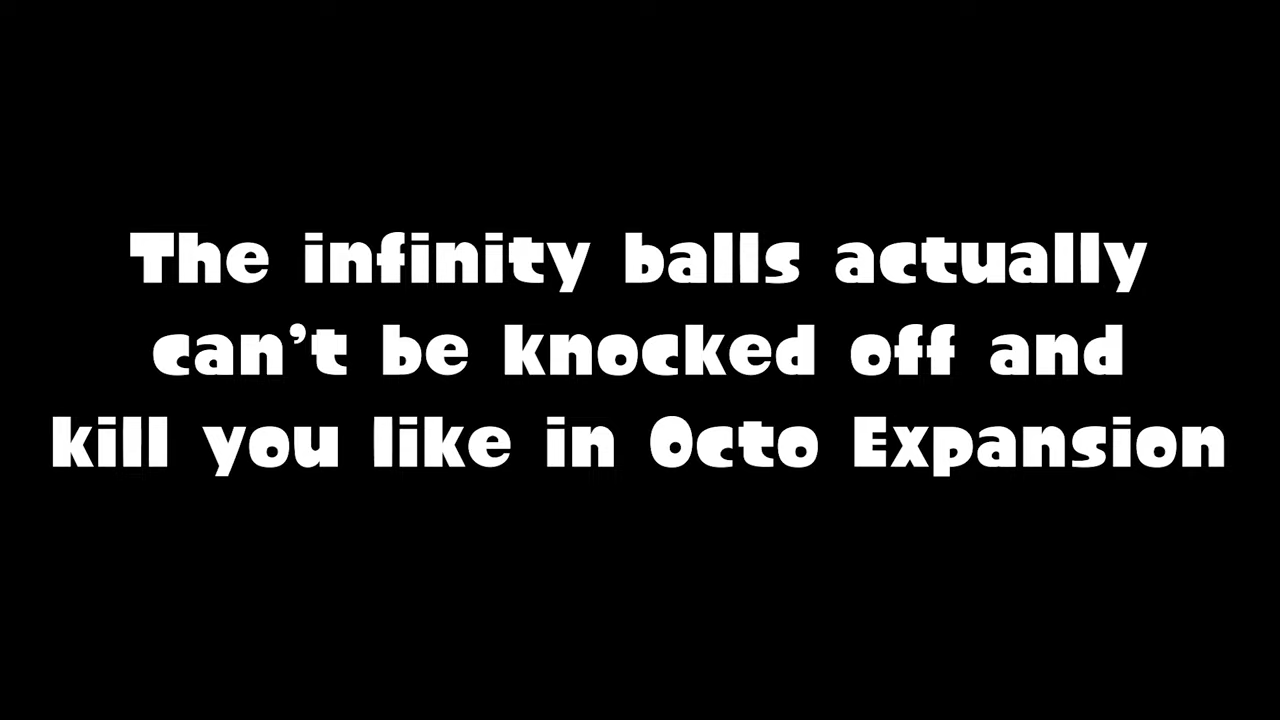 The infinity balls actually
can't be knocked off and
kill you like in Octo Expansion